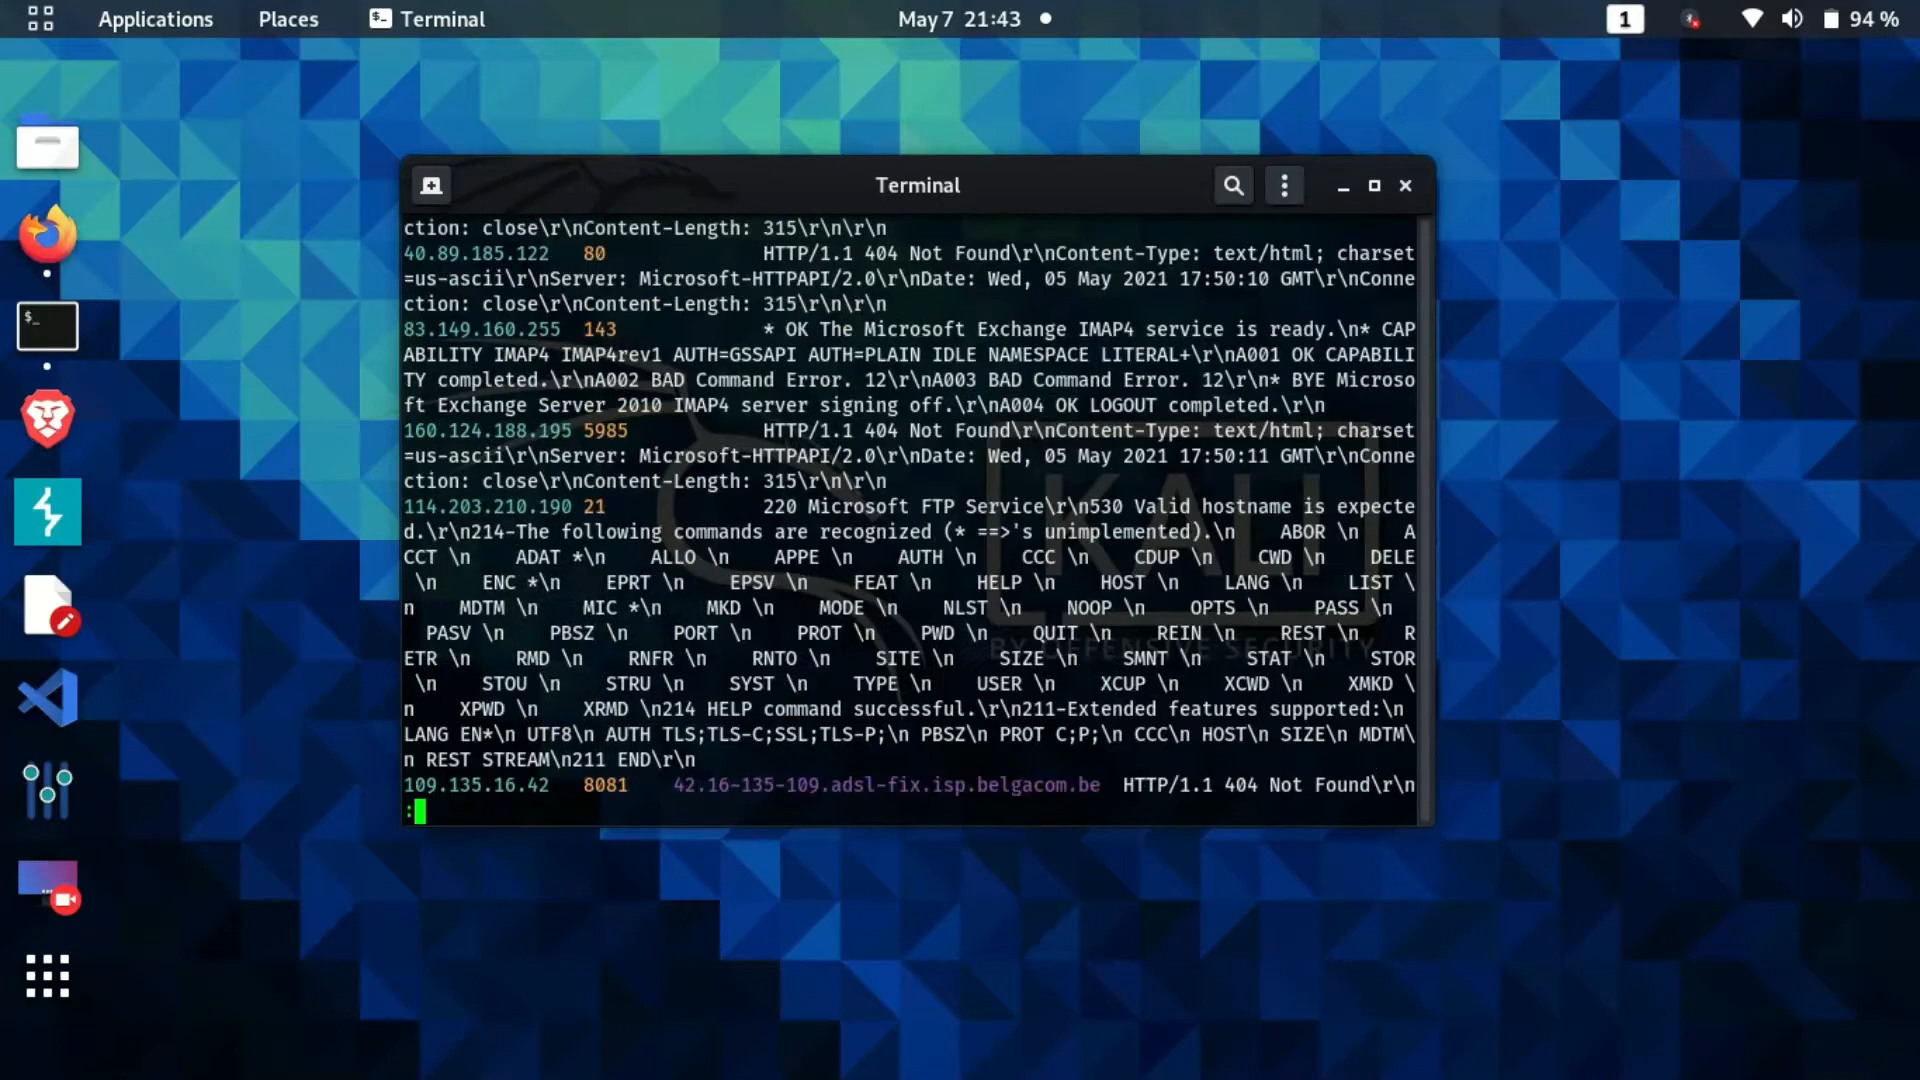 Applications Places Terminal May 7 21:43 1 94 %
Terminal
ction: close\r\nContent-Length: 315\r\n\r\n
40.89.185.122 80 HTTP/1.1 404 Not Found\r\nContent-Type: text/html; charset
=us-ascii\r\nServer: Microsoft-HTTPAPI/2.0\r\nDate: Wed, 05 May 2021 17:50:10 GMT\r\nConne
ction: close\r\nContent-Length: 315\r\n\r\n
83.149.160.255 143 * OK The Microsoft Exchange IMAP4 service is ready.\n* CAP
ABILITY IMAP4 IMAP4rev1 AUTH=GSSAPI AUTH=PLAIN IDLE NAMESPACE LITERAL+\r\nA001 OK CAPABILI
TY completed.\r\nA002 BAD Command Error. 12\r\nA003 BAD Command Error. 12\r\n* BYE Microso
ft Exchange Server 2010 IMAP4 server signing off.\r\nA004 OK LOGOUT completed.\r\n
160.124.188.195 5985 HTTP/1.1 404 Not Found\r\nContent-Type: text/html; charset
=us-ascii\r\nServer: Microsoft-HTTPAPI/2.0\r\nDate: Wed, 05 May 2021 17:50:11 GMT\r\nConne
ction: close\r\nContent-Length: 315\r\n\r\n
114.203.210.190 21 220 Microsoft FTP Service\r\n530 Valid hostname is expecte
d.\r\n214-The following commands are recognized (* ==>'s unimplemented).\n ABOR \n A
CCT \n ADAT *\n ALLO \n APPE \n AUTH \n CCC \n CDUP \n CWD \n DELE
\n ENC *\n EPRT \n EPSV \n FEAT \n HELP \n HOST \n LANG \n LIST \
n MDTM \n MIC *\n MKD \n MODE \n NLST \n NOOP \n OPTS \n PASS \n
PASV \n PBSZ \n PORT \n PROT \n PWD \n QUIT \n REIN \n REST \n R
ETR \n RMD \n RNFR \n RNTO \n SITE \n SIZE \n SMNT \n STAT \n STOR
\n STOU \n STRU \n SYST \n TYPE \n USER \n XCUP \n XCWD \n XMKD \
n XPWD \n XRMD \n214 HELP command successful.\r\n211-Extended features supported:\n
LANG EN*\n UTF8\n AUTH TLS;TLS-C;SSL;TLS-P;\n PBSZ\n PROT C;P;\n CCC\n HOST\n SIZE\n MDTM\
n REST STREAM\n211 END\r\n
109.135.16.42 8081 42.16-135-109.adsl-fix.isp.belgacom.be HTTP/1.1 404 Not Found\r\n
:
KALI
BY OFFENSIVE SECURITY
$_